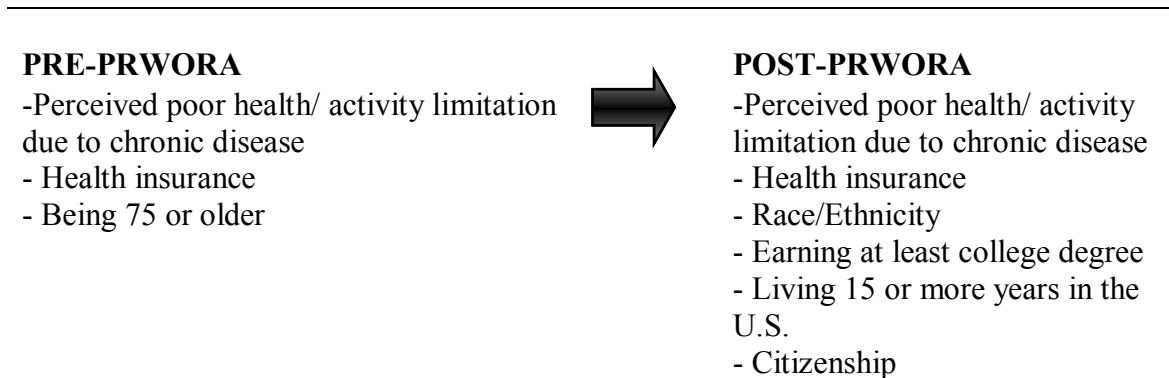 PRE-PRWORA
-Perceived poor health/ activity limitation
due to chronic disease
- Health insurance
- Being 75 or older
POST-PRWORA
-Perceived poor health/ activity
limitation due to chronic disease
- Health insurance
- Race/Ethnicity
- Earning at least college degree
- Living 15 or more years in the
U.S.
- Citizenship